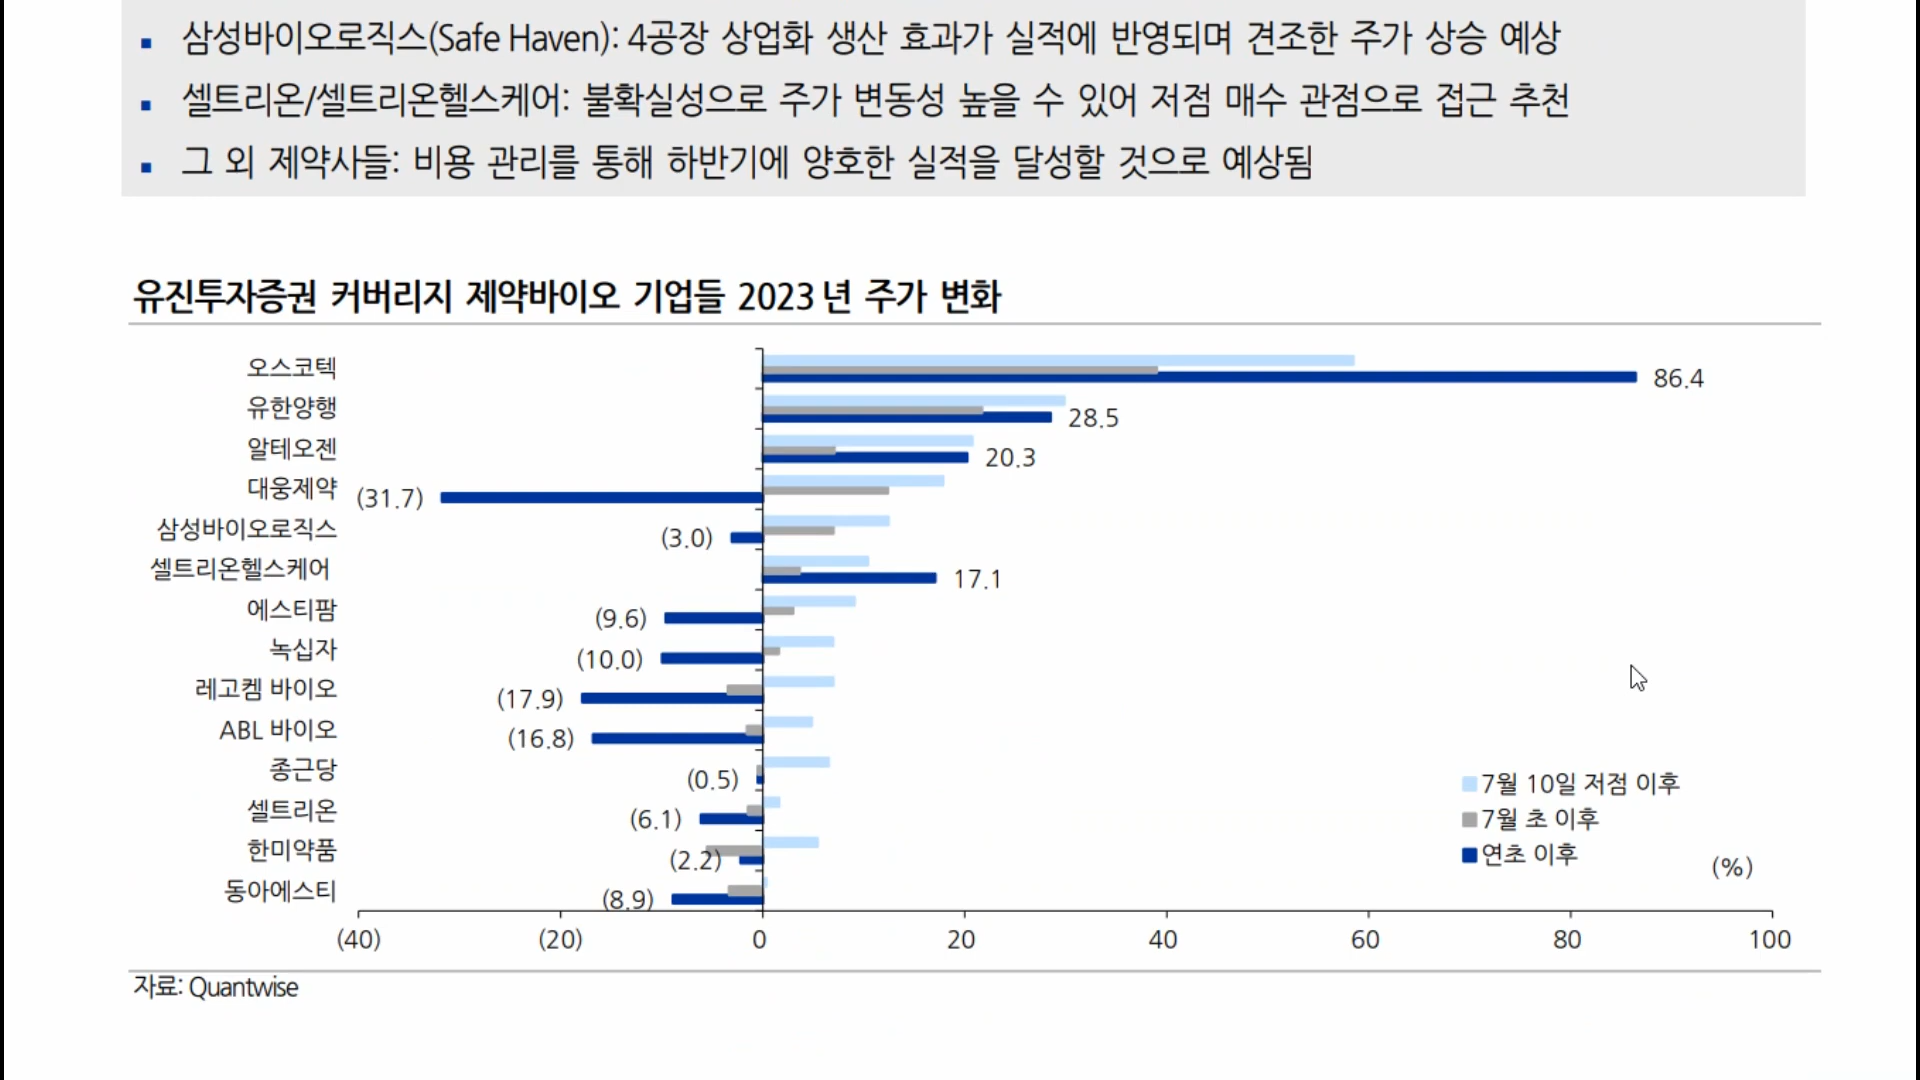 ▪ 삼성바이오로직스(Safe Haven): 4공장 상업화 생산 효과가 실적에 반영되며 견조한 주가 상승 예상
▪ 셀트리온/셀트리온헬스케어: 불확실성으로 주가 변동성 높을 수 있어 저점 매수 관점으로 접근 추천
▪ 그 외 제약사들: 비용 관리를 통해 하반기에 양호한 실적을 달성할 것으로 예상됨
유진투자증권 커버리지 제약바이오 기업들 2023년 주가 변화
오스코텍 86.4
유한양행 28.5
알테오젠 20.3
대웅제약 (31.7)
삼성바이오로직스 (3.0)
셀트리온헬스케어 17.1
에스티팜 (9.6)
녹십자 (10.0)
레고켐 바이오 (17.9)
ABL 바이오 (16.8)
종근당 (0.5)
셀트리온 (6.1)
한미약품 (2.2)
동아에스티 (8.9)
7월 10일 저점 이후
7월 초 이후
연초 이후
(%)
(40) (20) 0 20 40 60 80 100
자료: Quantwise